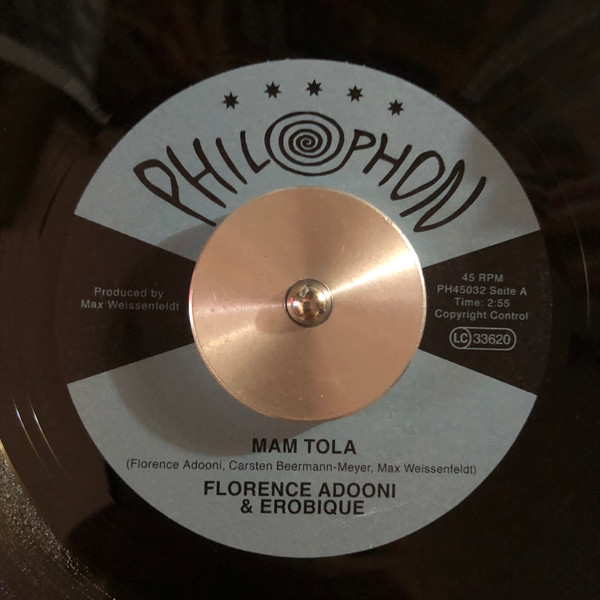 PHILOPHON
Produced by
Max Weissenfeldt
45 RPM
PH45032 Seite A
Time: 2:55
Copyright Control
LC 33620
MAM TOLA
(Florence Adooni, Carsten Beermann-Meyer, Max Weissenfeldt)
FLORENCE ADOONI
& EROBIQUE